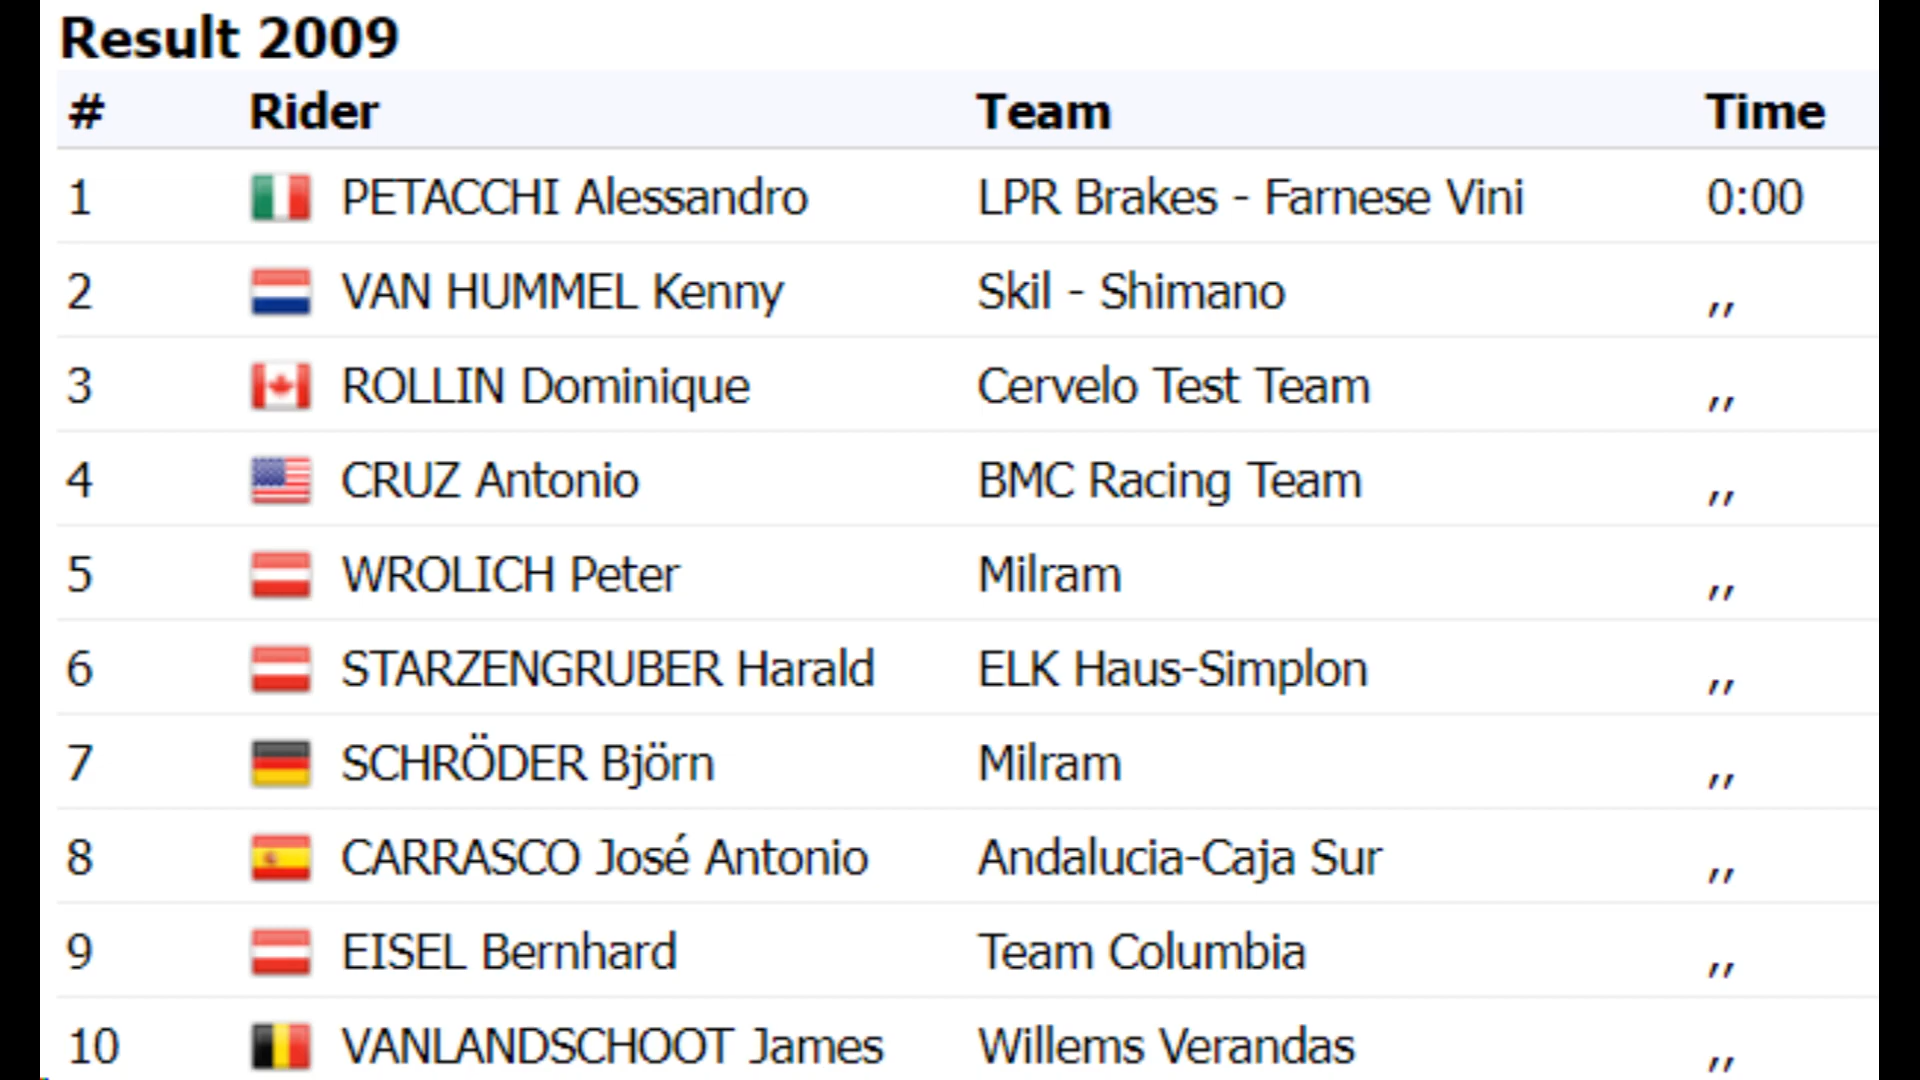 Result 2009
# Rider Team Time
1 PETACCHI Alessandro LPR Brakes - Farnese Vini 0:00
2 VAN HUMMEL Kenny Skil - Shimano ,,
3 ROLLIN Dominique Cervelo Test Team ,,
4 CRUZ Antonio BMC Racing Team ,,
5 WROLICH Peter Milram ,,
6 STARZENGRUBER Harald ELK Haus-Simplon ,,
7 SCHRÖDER Björn Milram ,,
8 CARRASCO José Antonio Andalucia-Caja Sur ,,
9 EISEL Bernhard Team Columbia ,,
10 VANLANDSCHOOT James Willems Verandas ,,